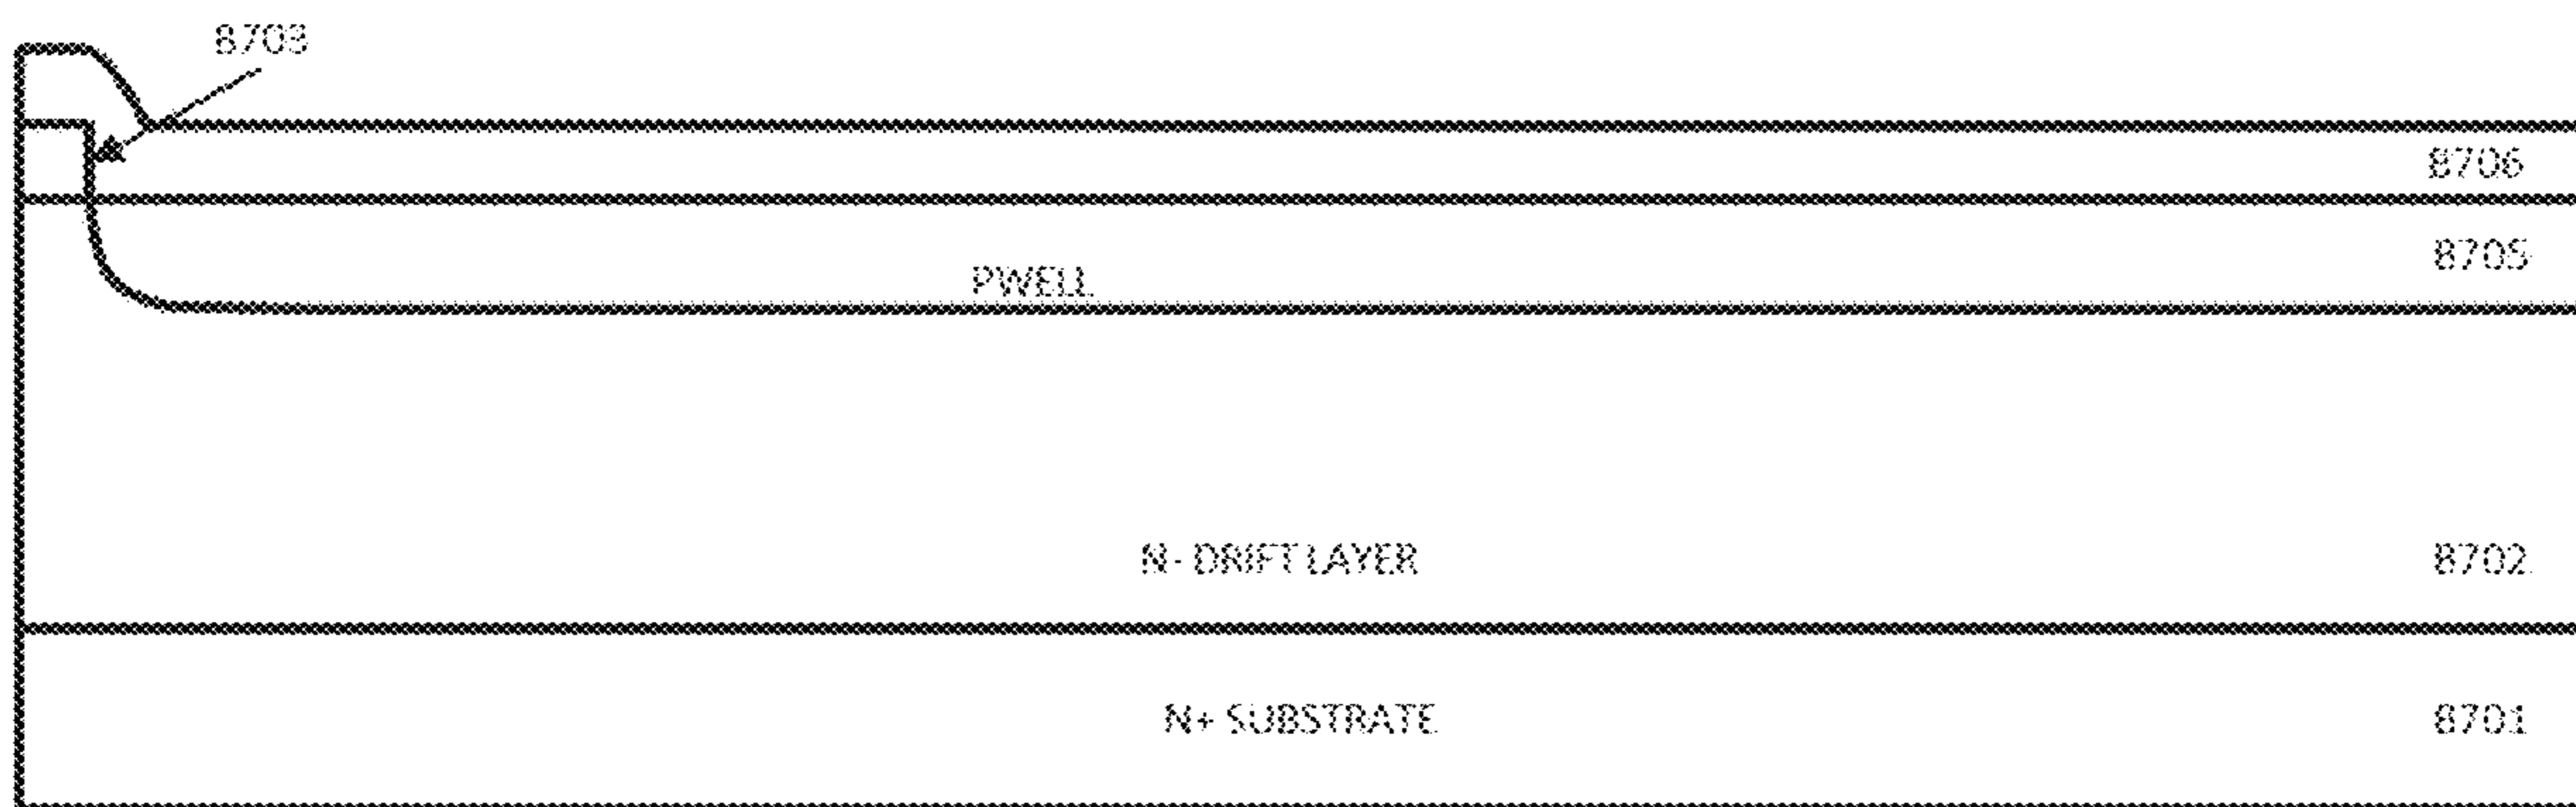 8703
8706
8705
PWELL
N- DRIFT LAYER
8702
N+ SUBSTRATE
8701